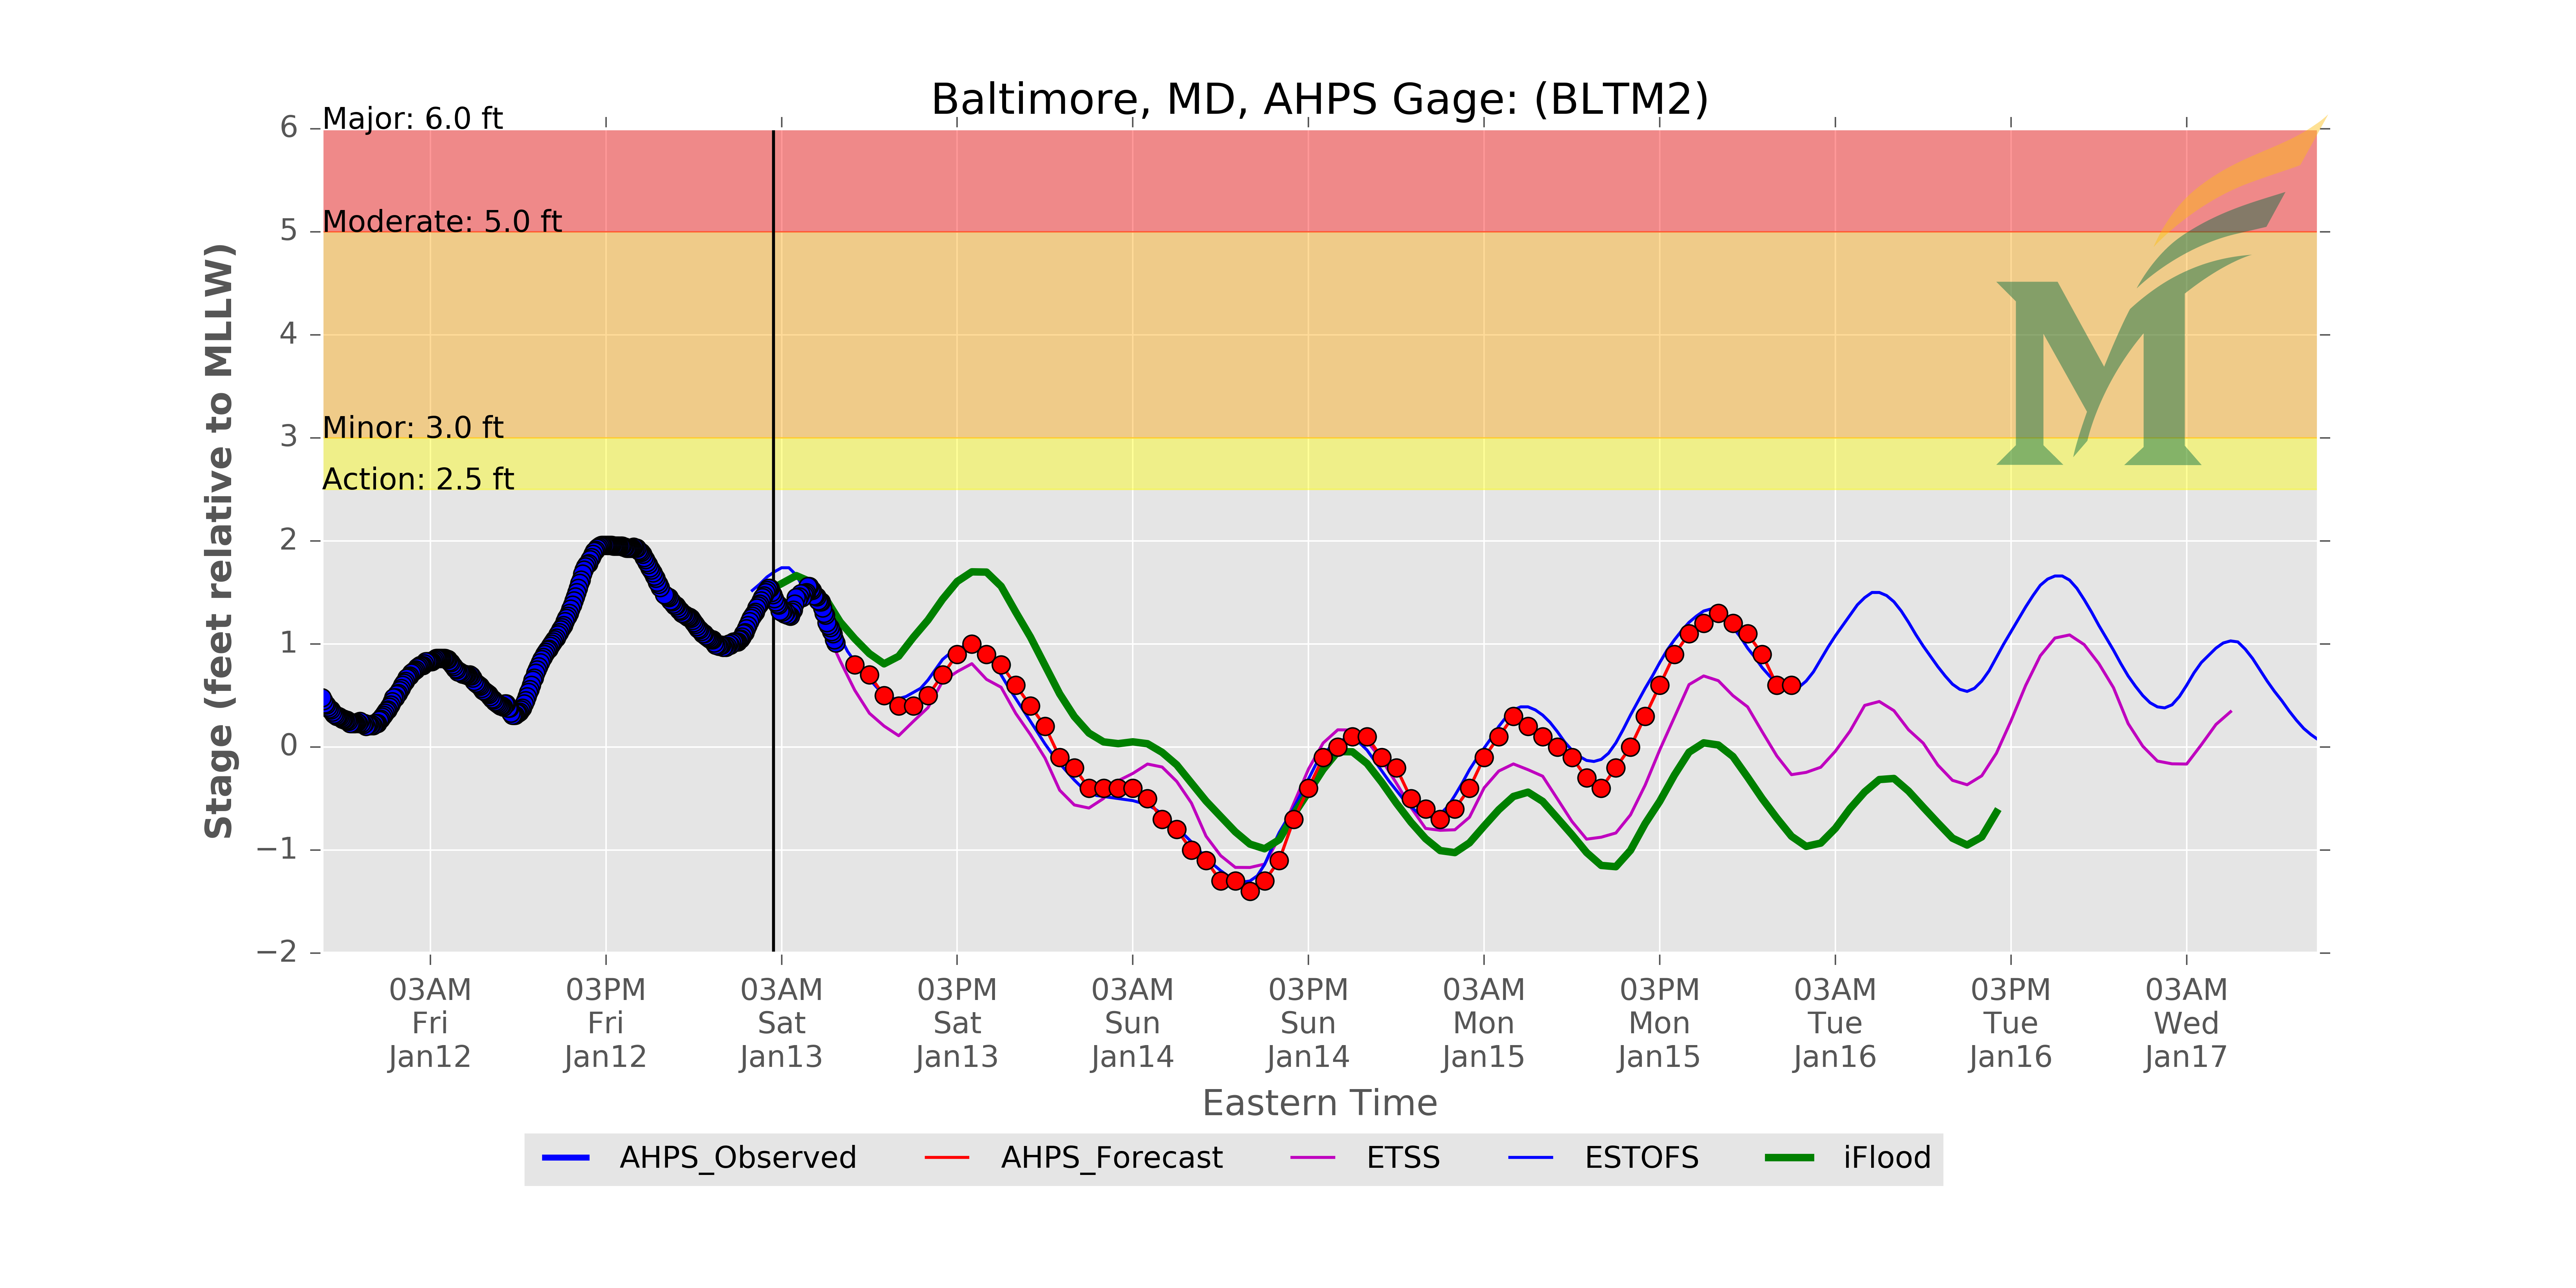 Baltimore, MD, AHPS Gage: (BLTM2)
Major: 6.0 ft
Moderate: 5.0 ft
Minor: 3.0 ft
Action: 2.5 ft
6
5
4
3
2
1
0
−1
−2
Stage (feet relative to MLLW)
03AM
Fri
Jan12
03PM
Fri
Jan12
03AM
Sat
Jan13
03PM
Sat
Jan13
03AM
Sun
Jan14
03PM
Sun
Jan14
03AM
Mon
Jan15
03PM
Mon
Jan15
03AM
Tue
Jan16
03PM
Tue
Jan16
03AM
Wed
Jan17
Eastern Time
AHPS_Observed
AHPS_Forecast
ETSS
ESTOFS
iFlood
M